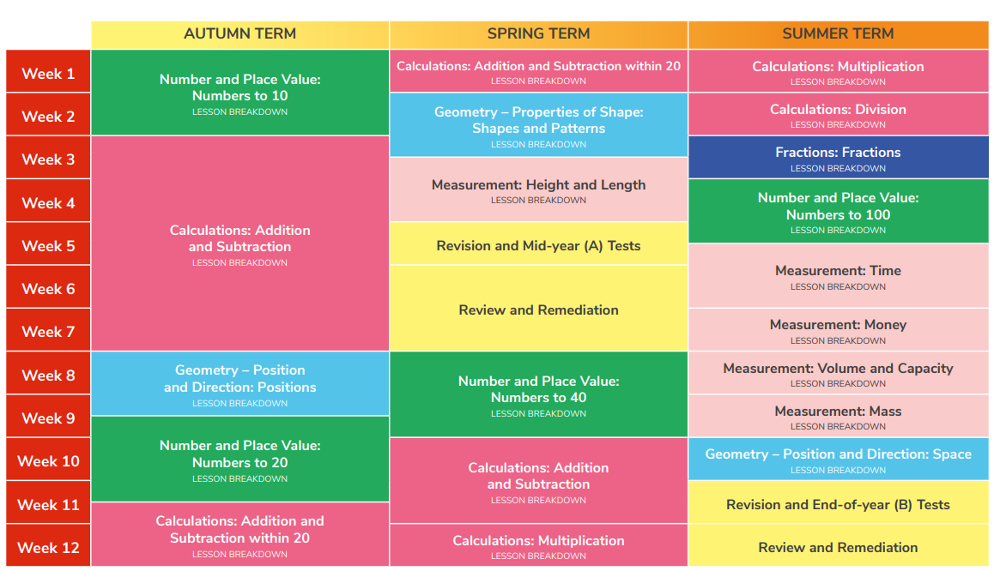 AUTUMN TERM
SPRING TERM
SUMMER TERM
Week 1
Week 2
Week 3
Week 4
Week 5
Week 6
Week 7
Week 8
Week 9
Week 10
Week 11
Week 12
Number and Place Value:
Numbers to 10
LESSON BREAKDOWN
Calculations: Addition
and Subtraction
LESSON BREAKDOWN
Geometry – Position
and Direction: Positions
LESSON BREAKDOWN
Number and Place Value:
Numbers to 20
LESSON BREAKDOWN
Calculations: Addition and
Subtraction within 20
LESSON BREAKDOWN
Calculations: Addition and Subtraction within 20
LESSON BREAKDOWN
Geometry – Properties of Shape:
Shapes and Patterns
LESSON BREAKDOWN
Measurement: Height and Length
LESSON BREAKDOWN
Revision and Mid-year (A) Tests
Review and Remediation
Number and Place Value:
Numbers to 40
LESSON BREAKDOWN
Calculations: Addition
and Subtraction
LESSON BREAKDOWN
Calculations: Multiplication
LESSON BREAKDOWN
Calculations: Multiplication
LESSON BREAKDOWN
Calculations: Division
LESSON BREAKDOWN
Fractions: Fractions
LESSON BREAKDOWN
Number and Place Value:
Numbers to 100
LESSON BREAKDOWN
Measurement: Time
LESSON BREAKDOWN
Measurement: Money
LESSON BREAKDOWN
Measurement: Volume and Capacity
LESSON BREAKDOWN
Measurement: Mass
LESSON BREAKDOWN
Geometry – Position and Direction: Space
LESSON BREAKDOWN
Revision and End-of-year (B) Tests
Review and Remediation